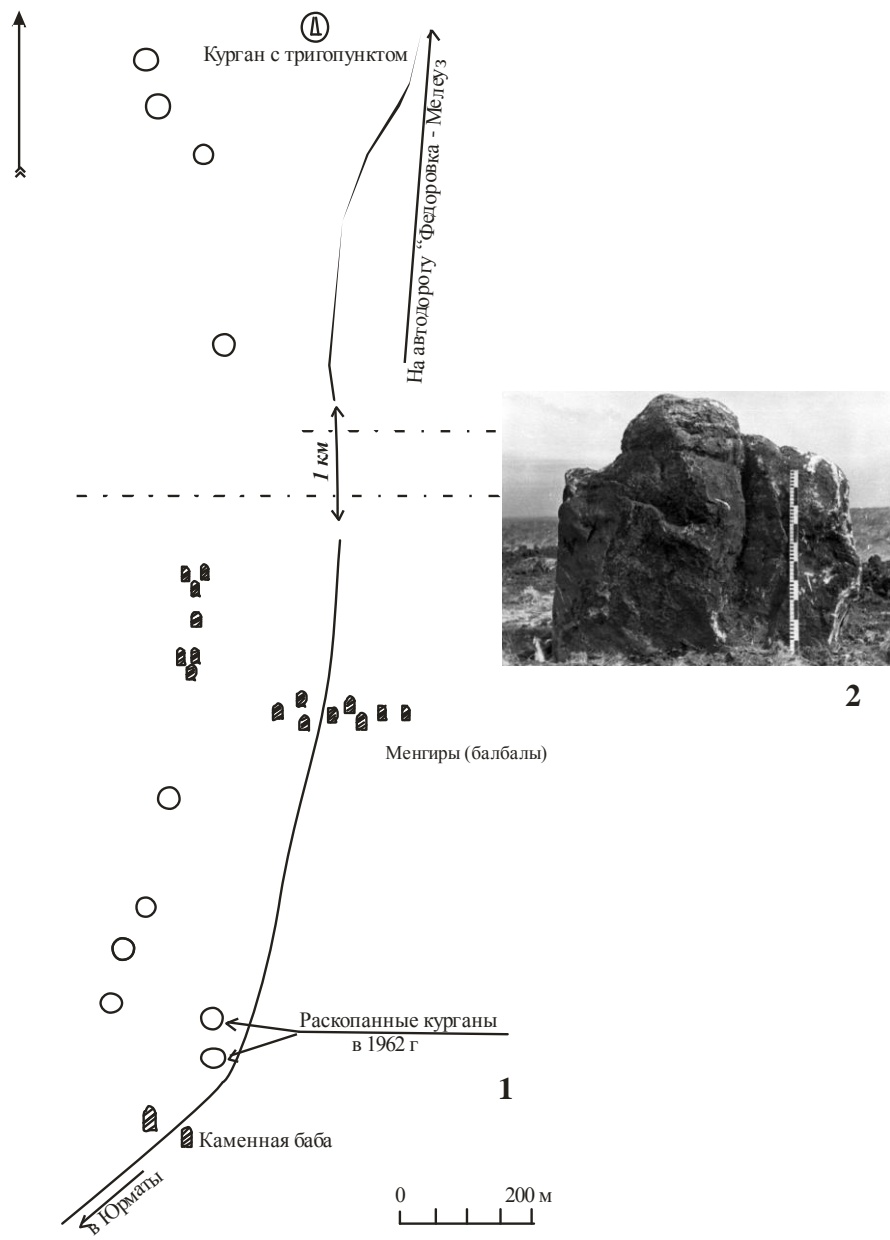 Курган с тригопунктом
На автодорогу "Федоровка - Мелеуз
1 км
2
Менгиры (балбалы)
Раскопанные курганы
в 1962 г
1
Каменная баба
в Юрматы
0 200 м